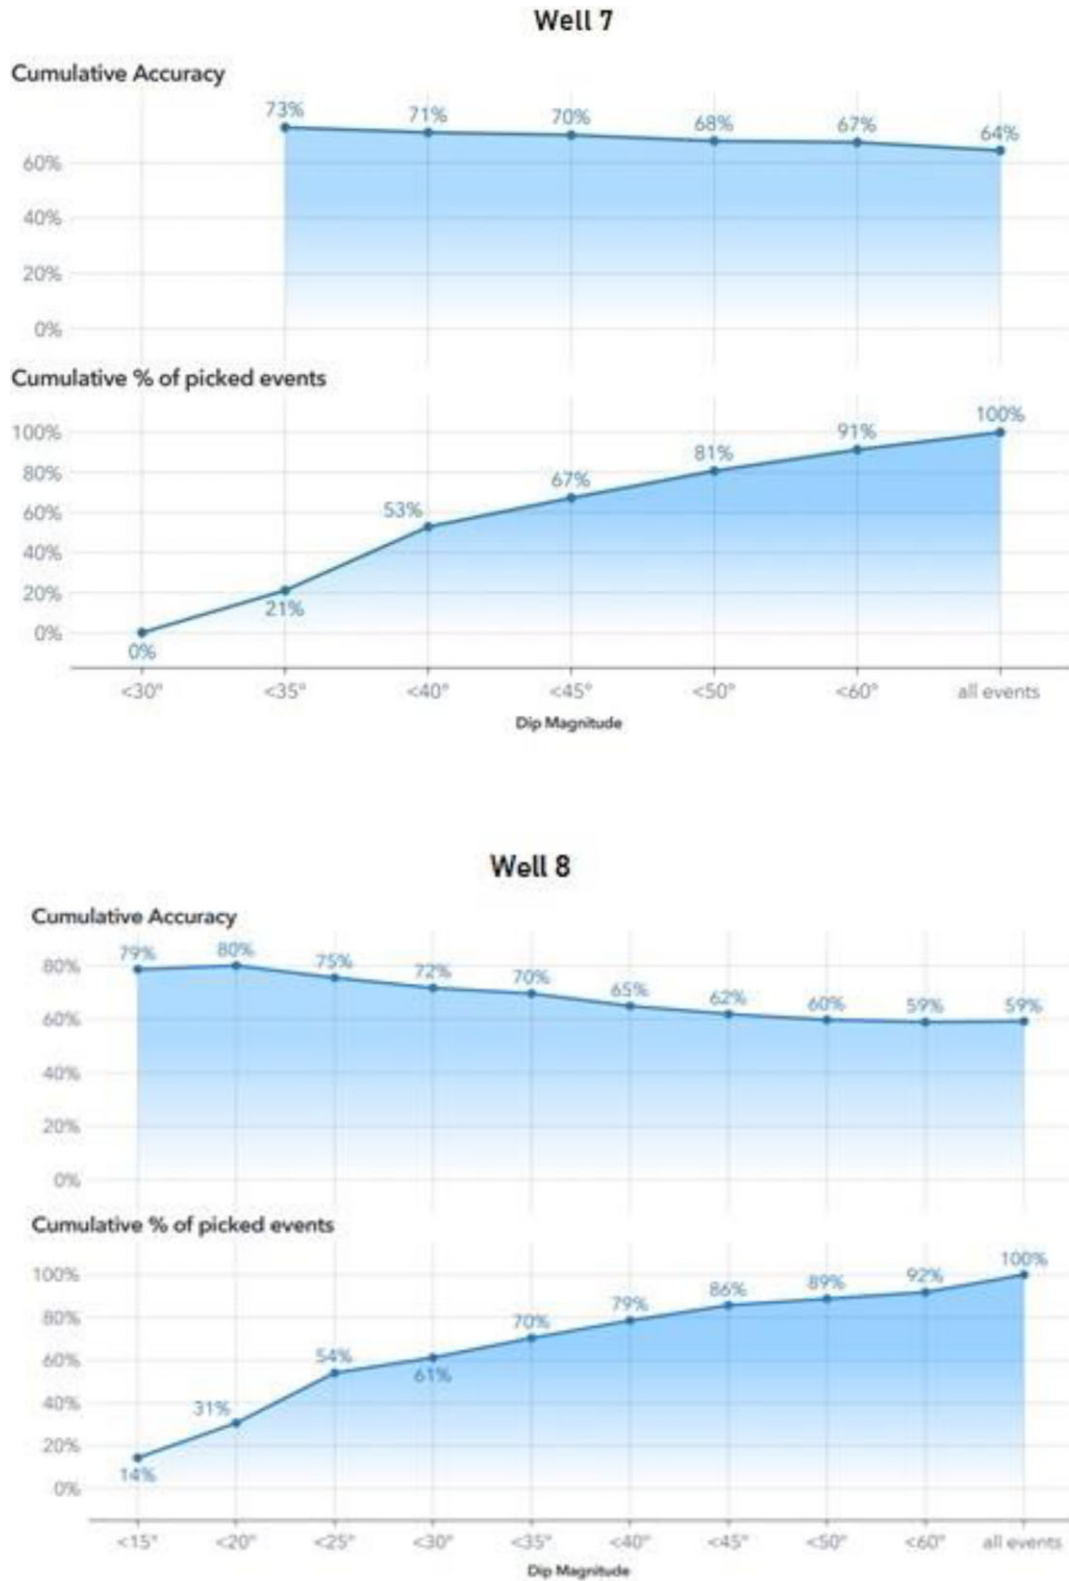 Well 7
Cumulative Accuracy
73% 71% 70% 68% 67% 64%
60%
40%
20%
0%
Cumulative % of picked events
100%
80%
60%
40%
20%
0%
0% 21% 53% 67% 81% 91% 100%
<30° <35° <40° <45° <50° <60° all events
Dip Magnitude
Well 8
Cumulative Accuracy
79% 80% 75% 72% 70% 65% 62% 60% 59% 59%
80%
60%
40%
20%
0%
Cumulative % of picked events
100%
80%
60%
40%
20%
0%
14% 31% 54% 61% 70% 79% 86% 89% 92% 100%
<15° <20° <25° <30° <35° <40° <45° <50° <60° all events
Dip Magnitude